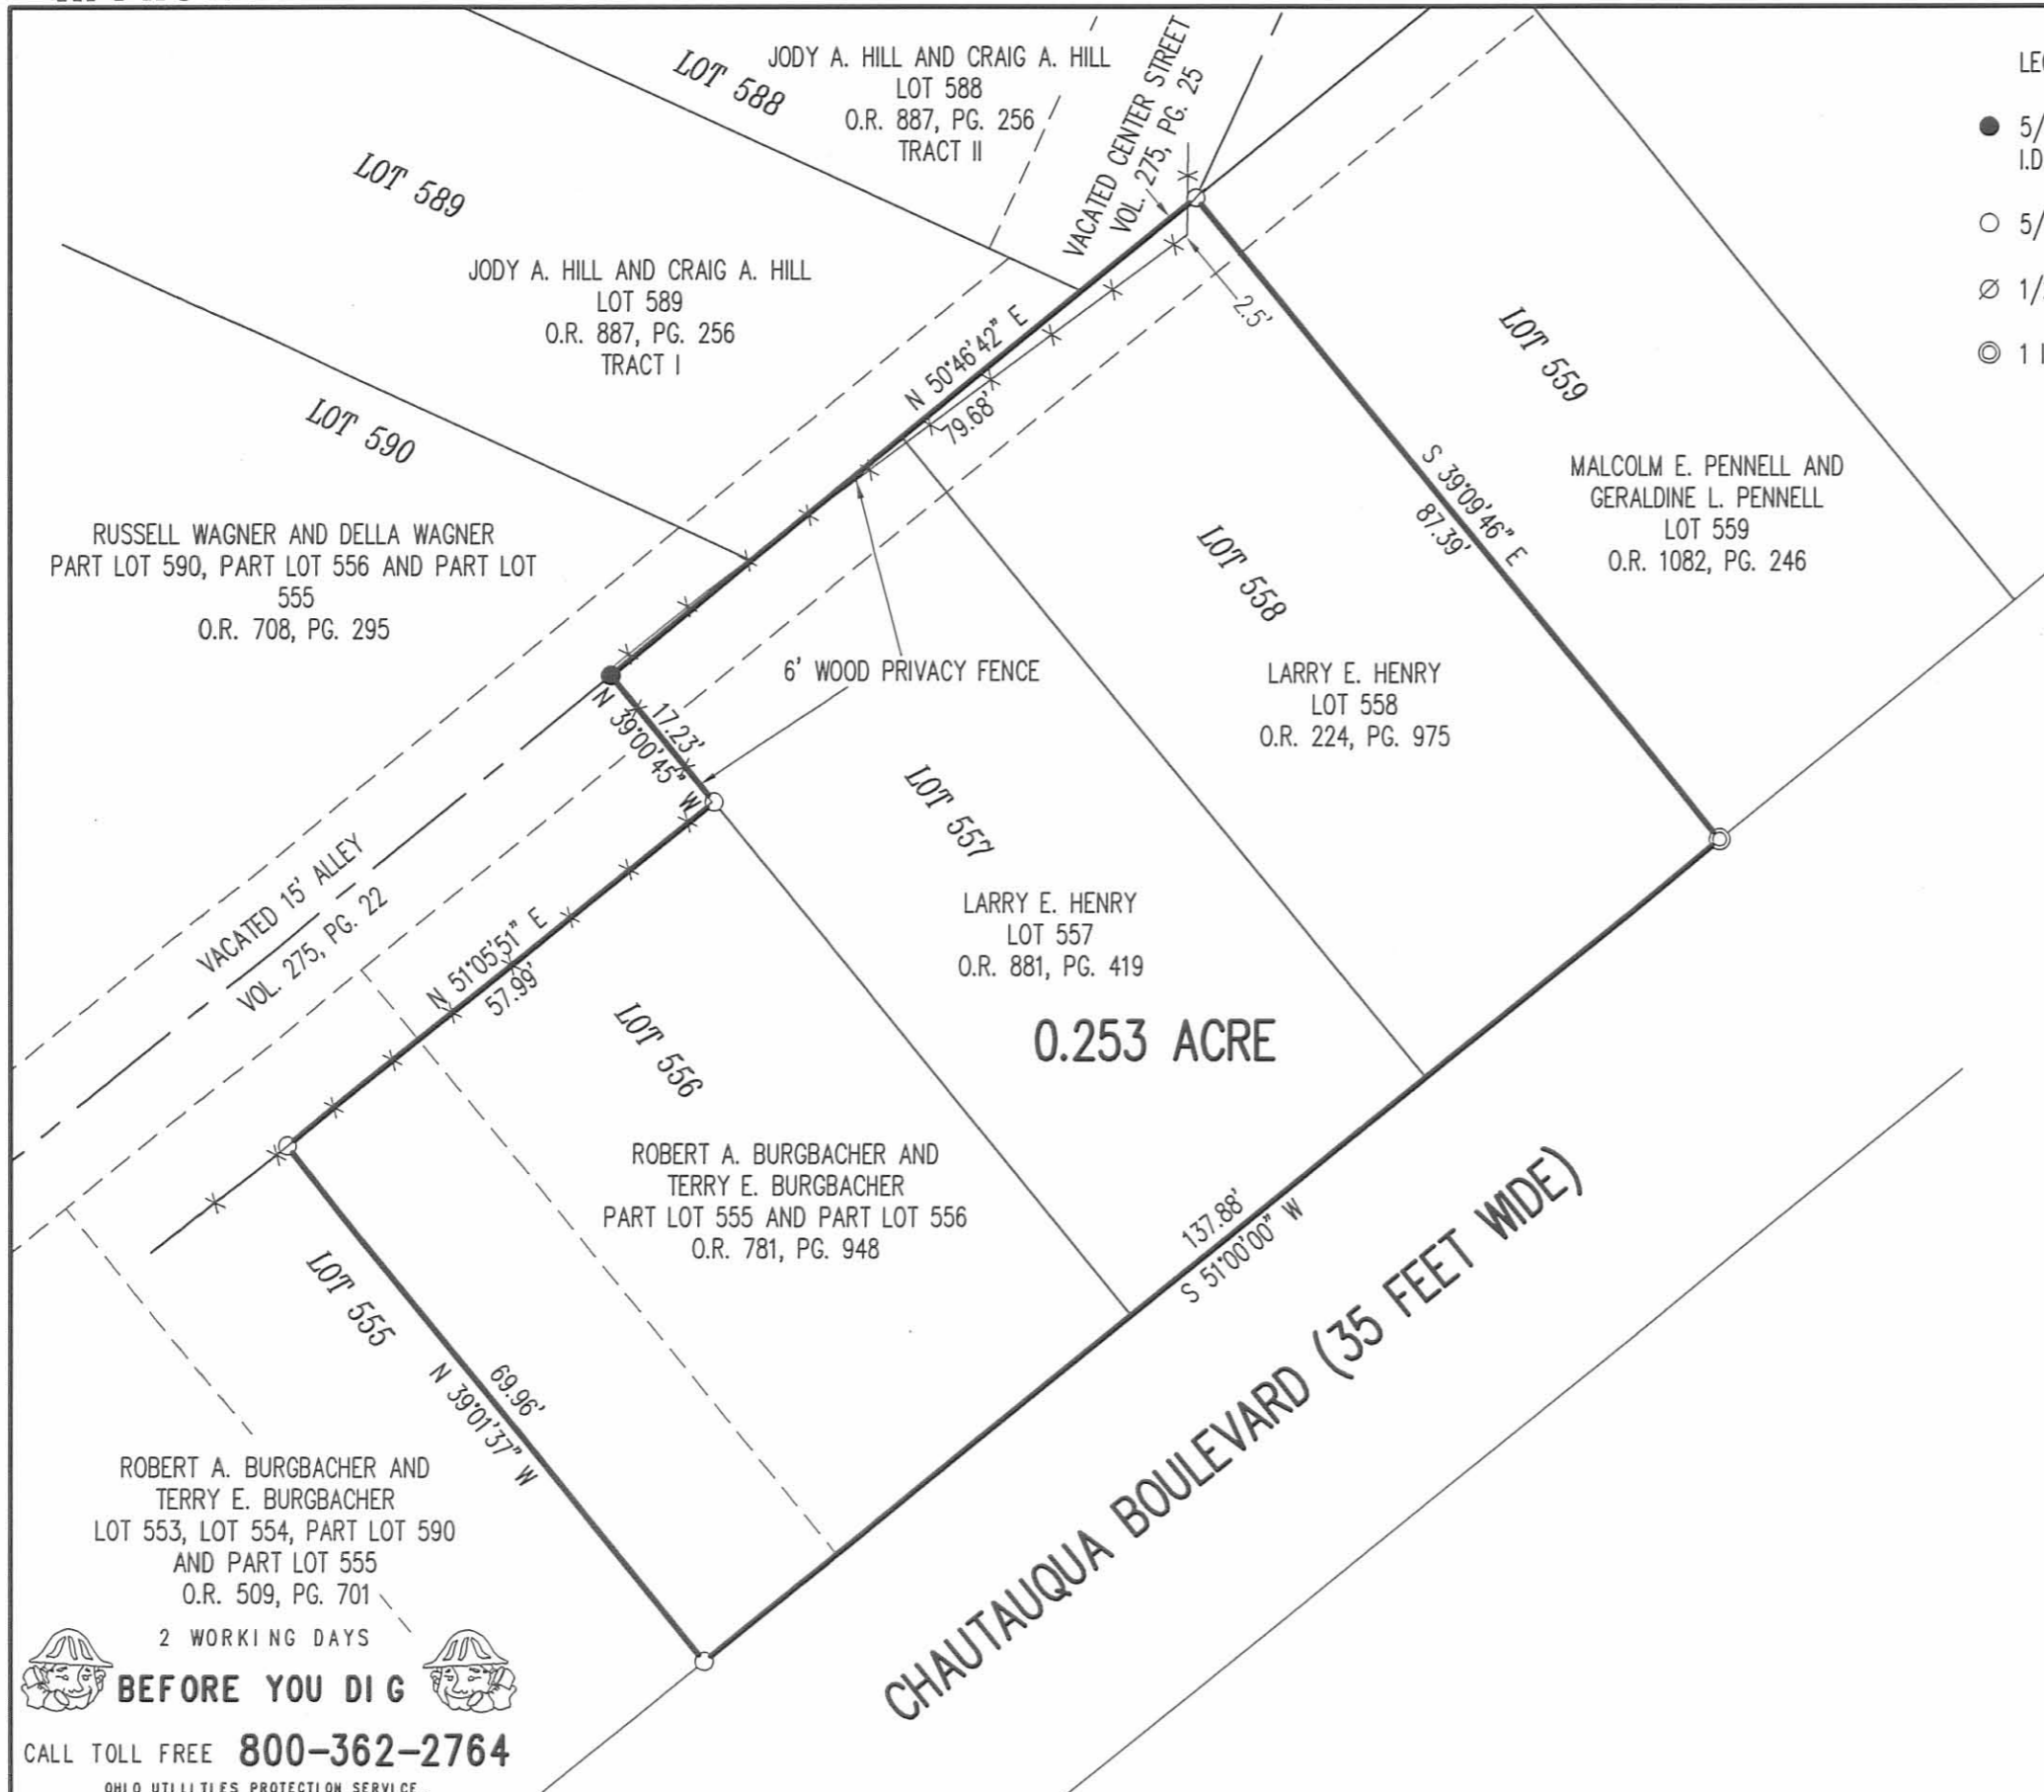 LOT 588
JODY A. HILL AND CRAIG A. HILL
LOT 588
O.R. 887, PG. 256
TRACT II
VACATED CENTER STREET
VOL. 275, PG. 25
LOT 589
JODY A. HILL AND CRAIG A. HILL
LOT 589
O.R. 887, PG. 256
TRACT I
LOT 590
RUSSELL WAGNER AND DELLA WAGNER
PART LOT 590, PART LOT 556 AND PART LOT
555
O.R. 708, PG. 295
N 50°46'42" E
79.68'
2.5'
LOT 559
MALCOLM E. PENNELL AND
GERALDINE L. PENNELL
LOT 559
O.R. 1082, PG. 246
S 39°09'46" E
87.39'
LOT 558
LARRY E. HENRY
LOT 558
O.R. 224, PG. 975
6' WOOD PRIVACY FENCE
17.23'
N 39°00'45" W
LOT 557
LARRY E. HENRY
LOT 557
O.R. 881, PG. 419
0.253 ACRE
VACATED 15' ALLEY
VOL. 275, PG. 22
N 51°05'51" E
57.99'
LOT 556
ROBERT A. BURGBACHER AND
TERRY E. BURGBACHER
PART LOT 555 AND PART LOT 556
O.R. 781, PG. 948
137.88'
S 51°00'00" W
CHAUTAUQUA BOULEVARD (35 FEET WIDE)
LOT 555
69.96'
N 39°01'37" W
ROBERT A. BURGBACHER AND
TERRY E. BURGBACHER
LOT 553, LOT 554, PART LOT 590
AND PART LOT 555
O.R. 509, PG. 701
2 WORKING DAYS
BEFORE YOU DIG
CALL TOLL FREE 800-362-2764
OHIO UTILITIES PROTECTION SERVICE
5/
I.D
5/
1/
1